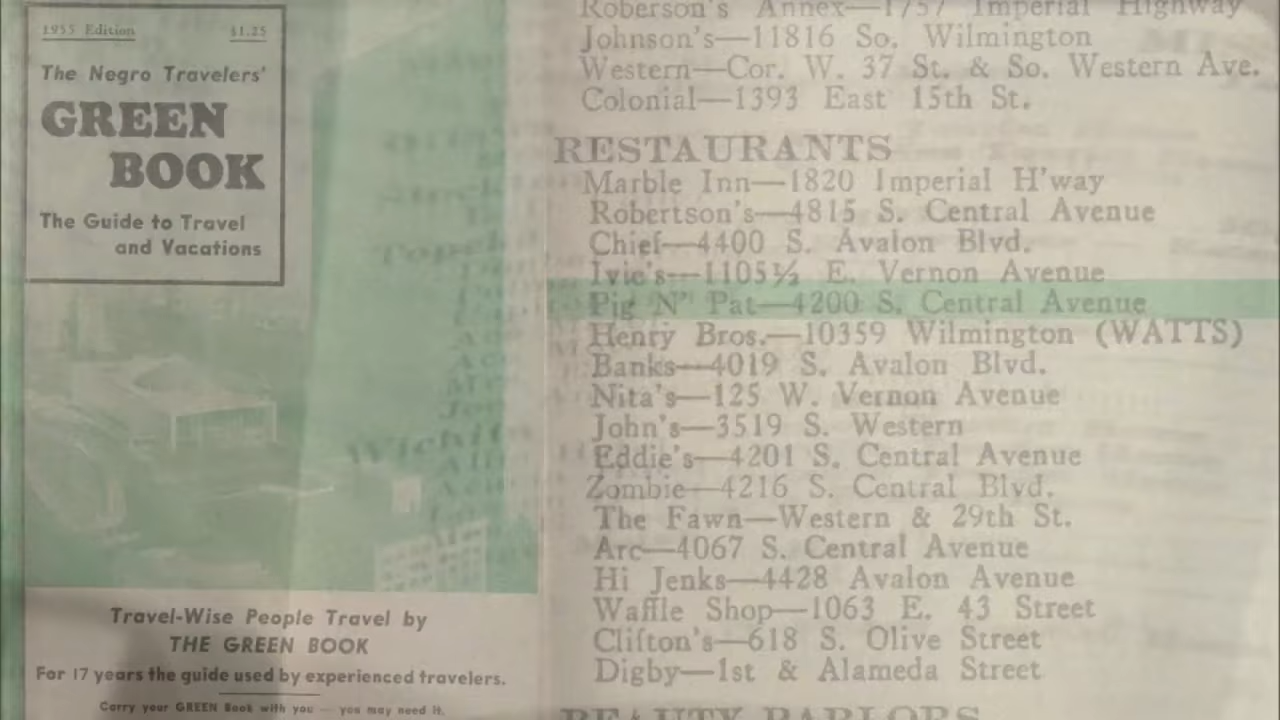 1955 Edition $1.25
The Negro Travelers'
GREEN
BOOK
The Guide to Travel
and Vacations
Travel-Wise People Travel by
THE GREEN BOOK
For 17 years the guide used by experienced travelers.
Carry your GREEN Book with you — you may need it.
Roberson's Annex—1757 Imperial Highway
Johnson's—11816 So. Wilmington
Western—Cor. W. 37 St. & So. Western Ave.
Colonial—1393 East 15th St.
RESTAURANTS
Marble Inn—1820 Imperial H'way
Robertson's—4815 S. Central Avenue
Chief—4400 S. Avalon Blvd.
Ivie's—1105½ E. Vernon Avenue
Pig N' Pat—4200 S. Central Avenue
Henry Bros.—10359 Wilmington (WATTS)
Banks—4019 S. Avalon Blvd.
Nita's—125 W. Vernon Avenue
John's—3519 S. Western
Eddie's—4201 S. Central Avenue
Zombie—4216 S. Central Blvd.
The Fawn—Western & 29th St.
Arc—4067 S. Central Avenue
Hi Jenks—4428 Avalon Avenue
Waffle Shop—1063 E. 43 Street
Clifton's—618 S. Olive Street
Digby—1st & Alameda Street
BEAUTY PARLORS